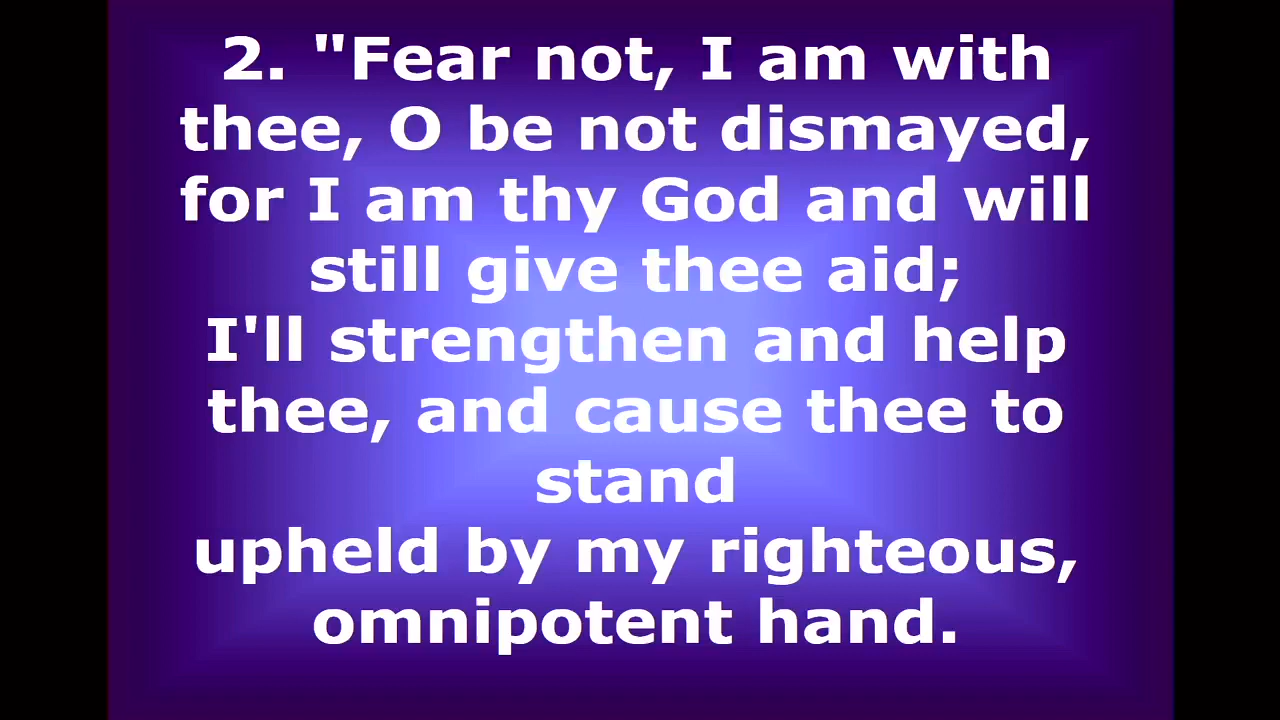 2. "Fear not, I am with
thee, O be not dismayed,
for I am thy God and will
still give thee aid;
I'll strengthen and help
thee, and cause thee to
stand
upheld by my righteous,
omnipotent hand.